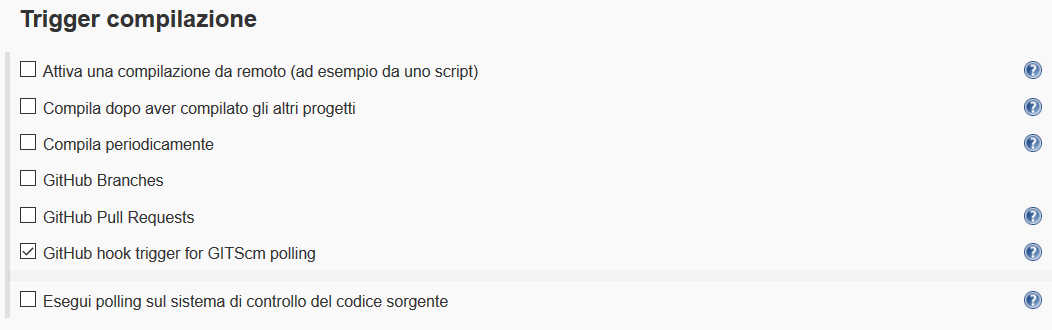 Trigger compilazione
Attiva una compilazione da remoto (ad esempio da uno script)
Compila dopo aver compilato gli altri progetti
Compila periodicamente
GitHub Branches
GitHub Pull Requests
GitHub hook trigger for GITScm polling
Esegui polling sul sistema di controllo del codice sorgente